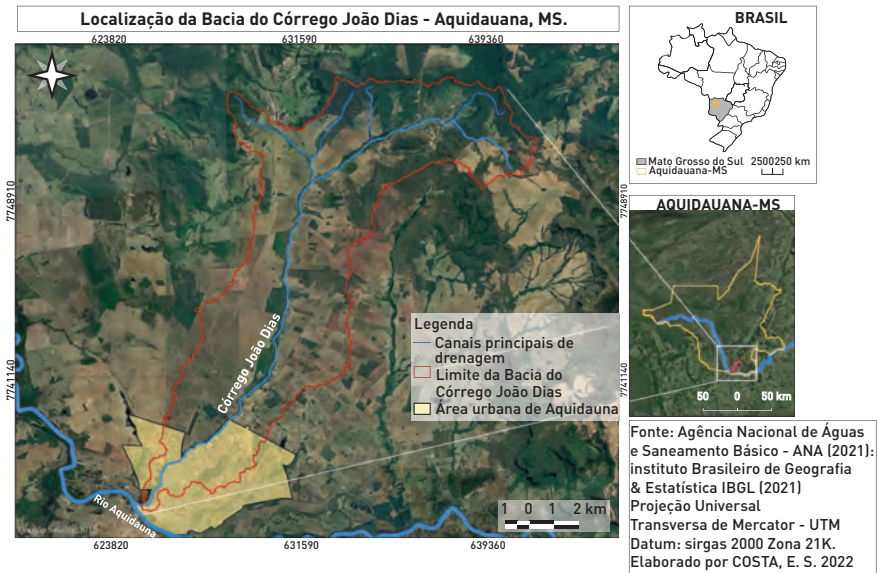 Localização da Bacia do Córrego João Dias - Aquidauana, MS.
623820
631590
639360
7748910
7741140
Córrego João Dias
Rio Aquidauna
Legenda
Canais principais de
drenagem
Limite da Bacia do
Córrego João Dias
Área urbana de Aquidauna
1 0 1 2 km
623820
631590
639360
7748910
7741140
BRASIL
Mato Grosso do Sul
Aquidauana-MS
2500250 km
AQUIDAUANA-MS
50 0 50 km
Fonte: Agência Nacional de Águas
e Saneamento Básico - ANA (2021):
instituto Brasileiro de Geografia
& Estatística IBGL (2021)
Projeção Universal
Transversa de Mercator - UTM
Datum: sirgas 2000 Zona 21K.
Elaborado por COSTA, E. S. 2022